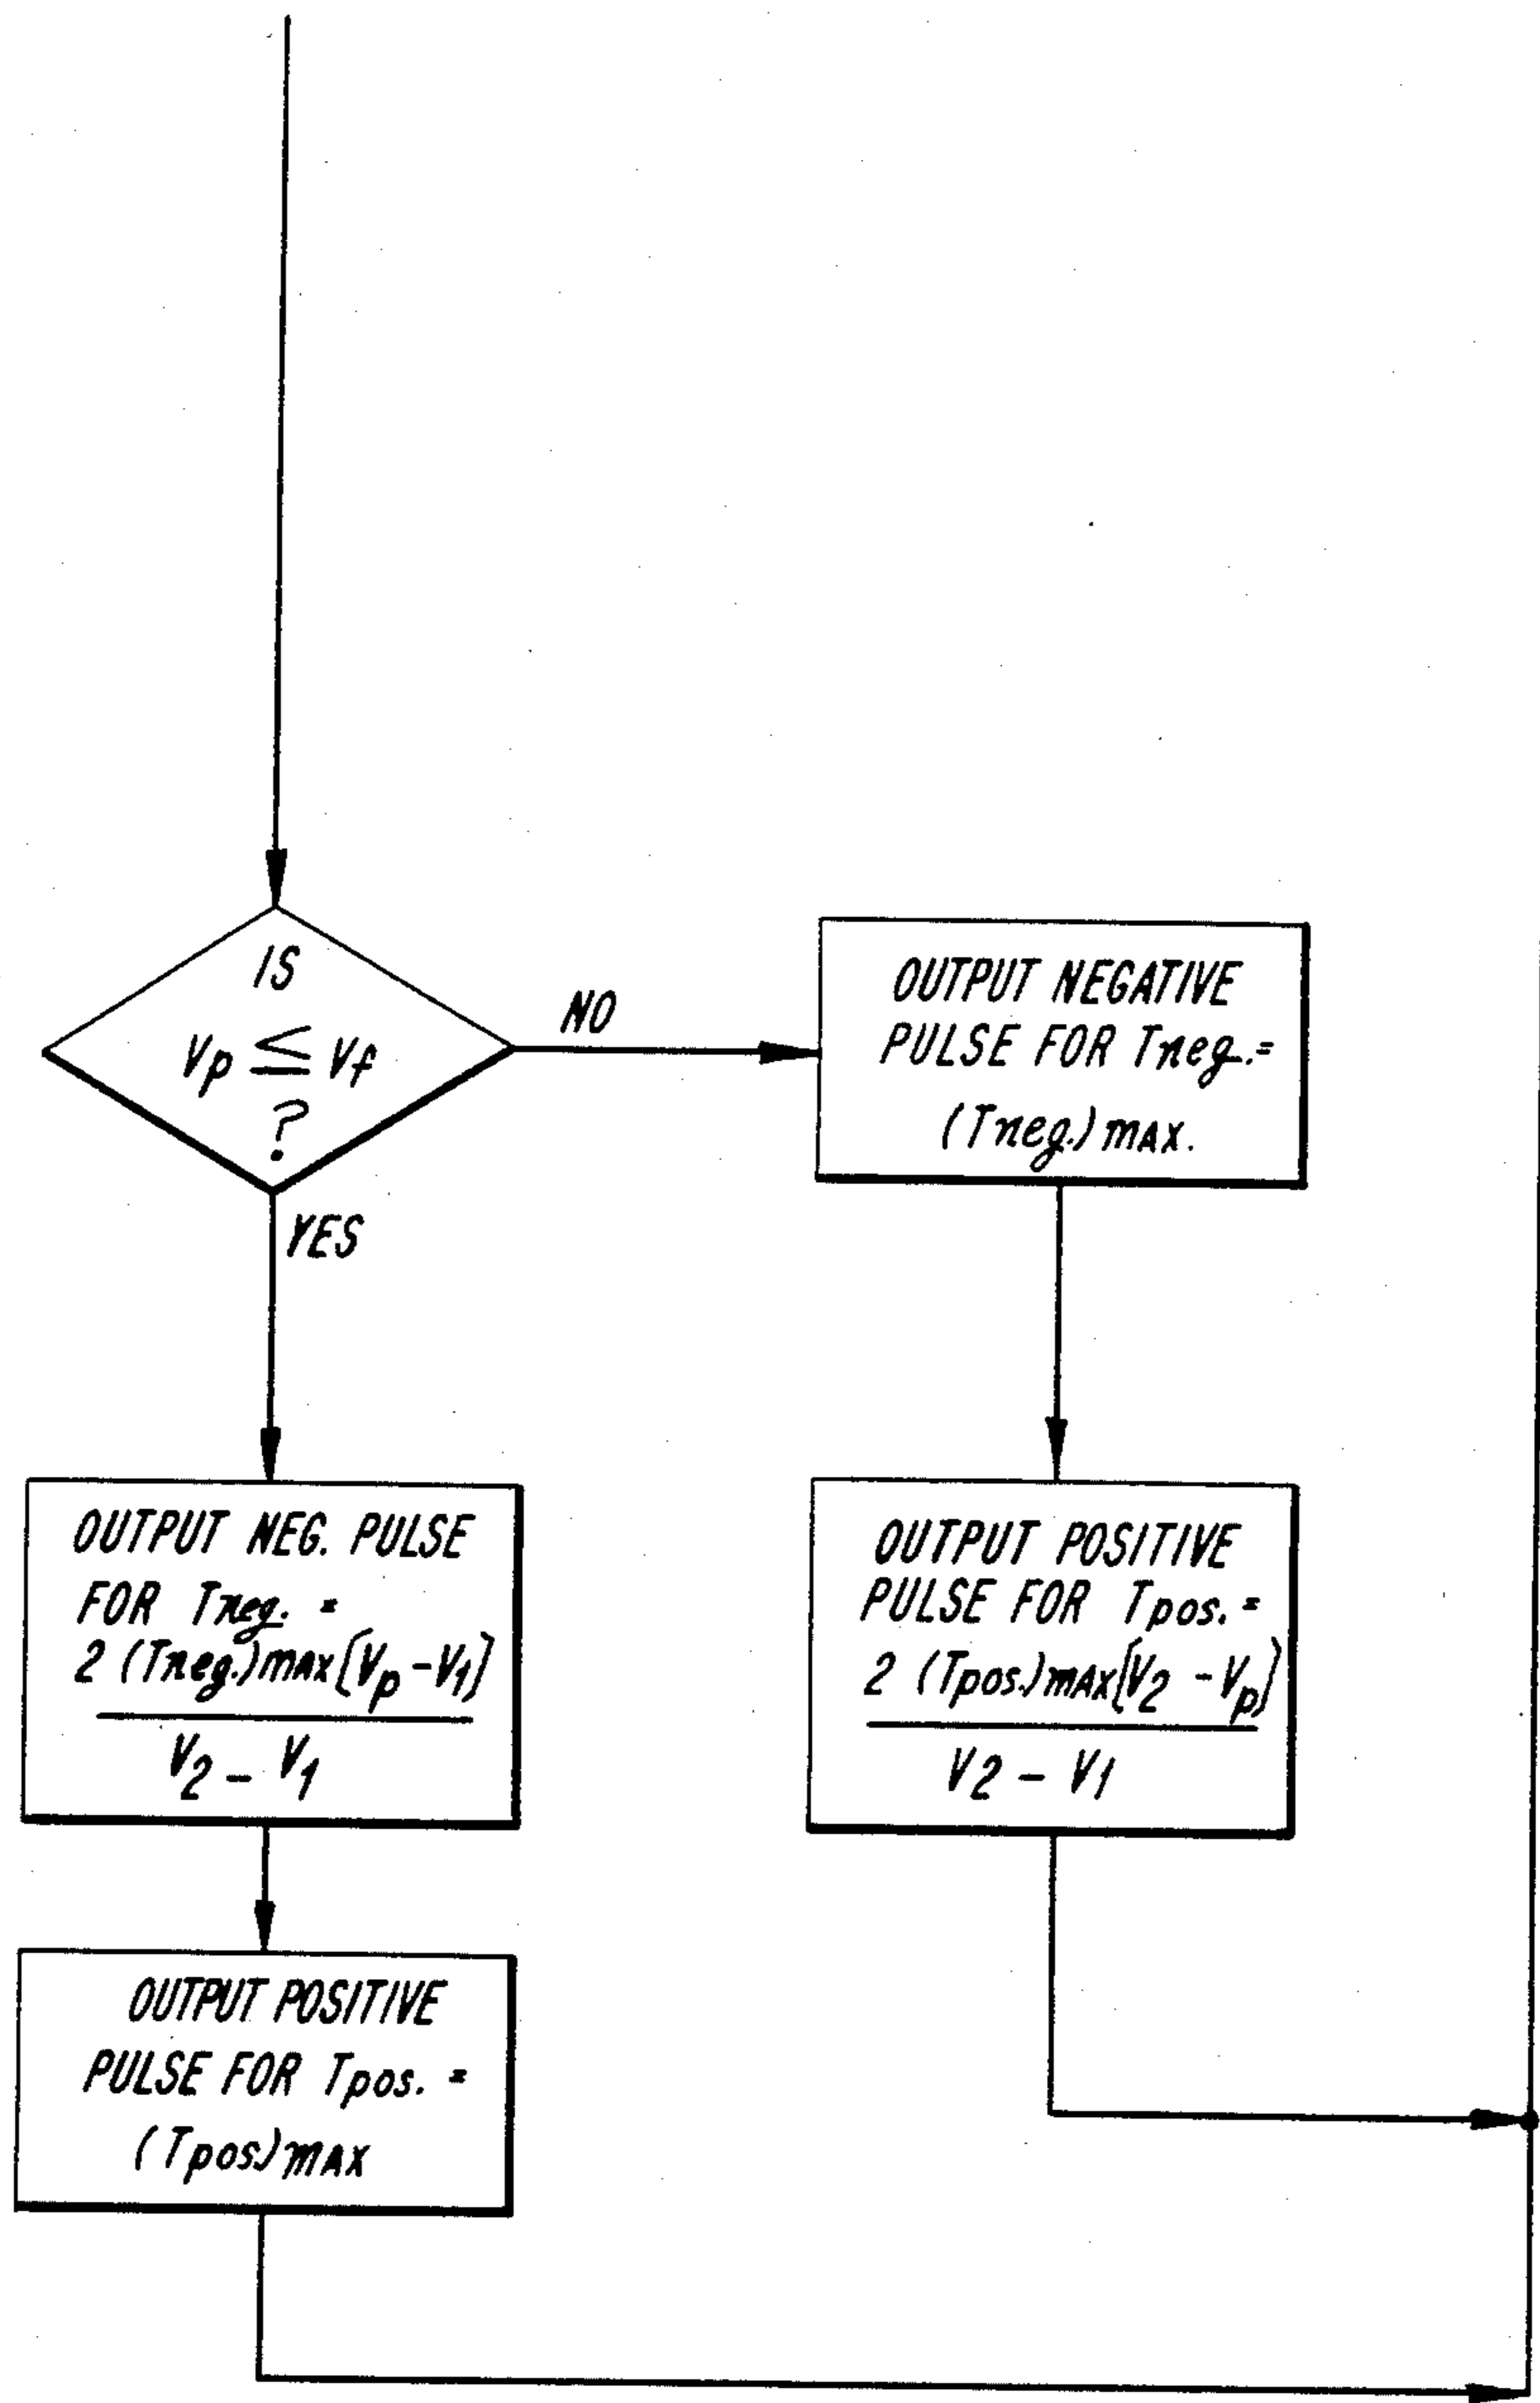 IS
Vp ≤ Vf
?
NO
YES
OUTPUT NEGATIVE
PULSE FOR Tneg.=
(Tneg.) MAX.
OUTPUT NEG. PULSE
FOR Tneg. =
2 (Tneg.) MAX [Vp - V1]
V2 - V1
OUTPUT POSITIVE
PULSE FOR Tpos. =
2 (Tpos.) MAX [V2 - Vp]
V2 - V1
OUTPUT POSITIVE
PULSE FOR Tpos. =
(Tpos.) MAX